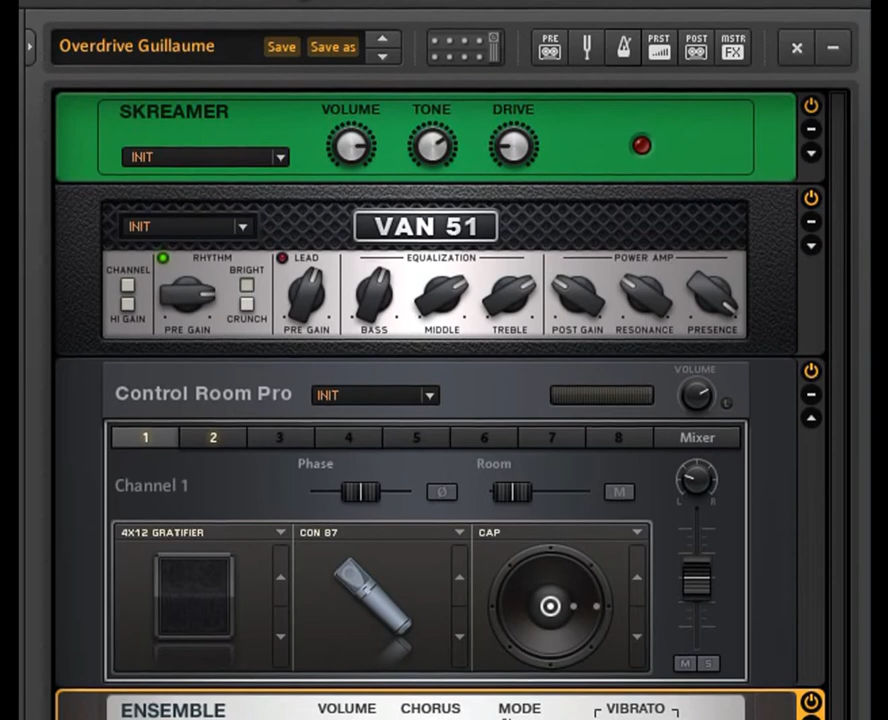 Overdrive Guillaume Save Save as PRE PRST POST MSTR FX
SKREAMER VOLUME TONE DRIVE
INIT
INIT VAN 51
RHYTHM LEAD EQUALIZATION POWER AMP
CHANNEL BRIGHT
HI GAIN CRUNCH
PRE GAIN PRE GAIN BASS MIDDLE TREBLE POST GAIN RESONANCE PRESENCE
VOLUME
Control Room Pro INIT L
1 2 3 4 5 6 7 8 Mixer
Phase Room
Channel 1 Ø M
L R
4X12 GRATIFIER CON 87 CAP
M S
ENSEMBLE VOLUME CHORUS MODE VIBRATO